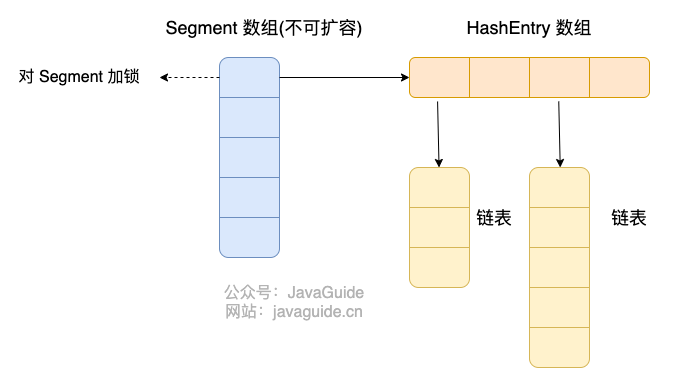 Segment 数组(不可扩容)
HashEntry 数组
对 Segment 加锁
链表
链表
公众号：JavaGuide
网站：javaguide.cn